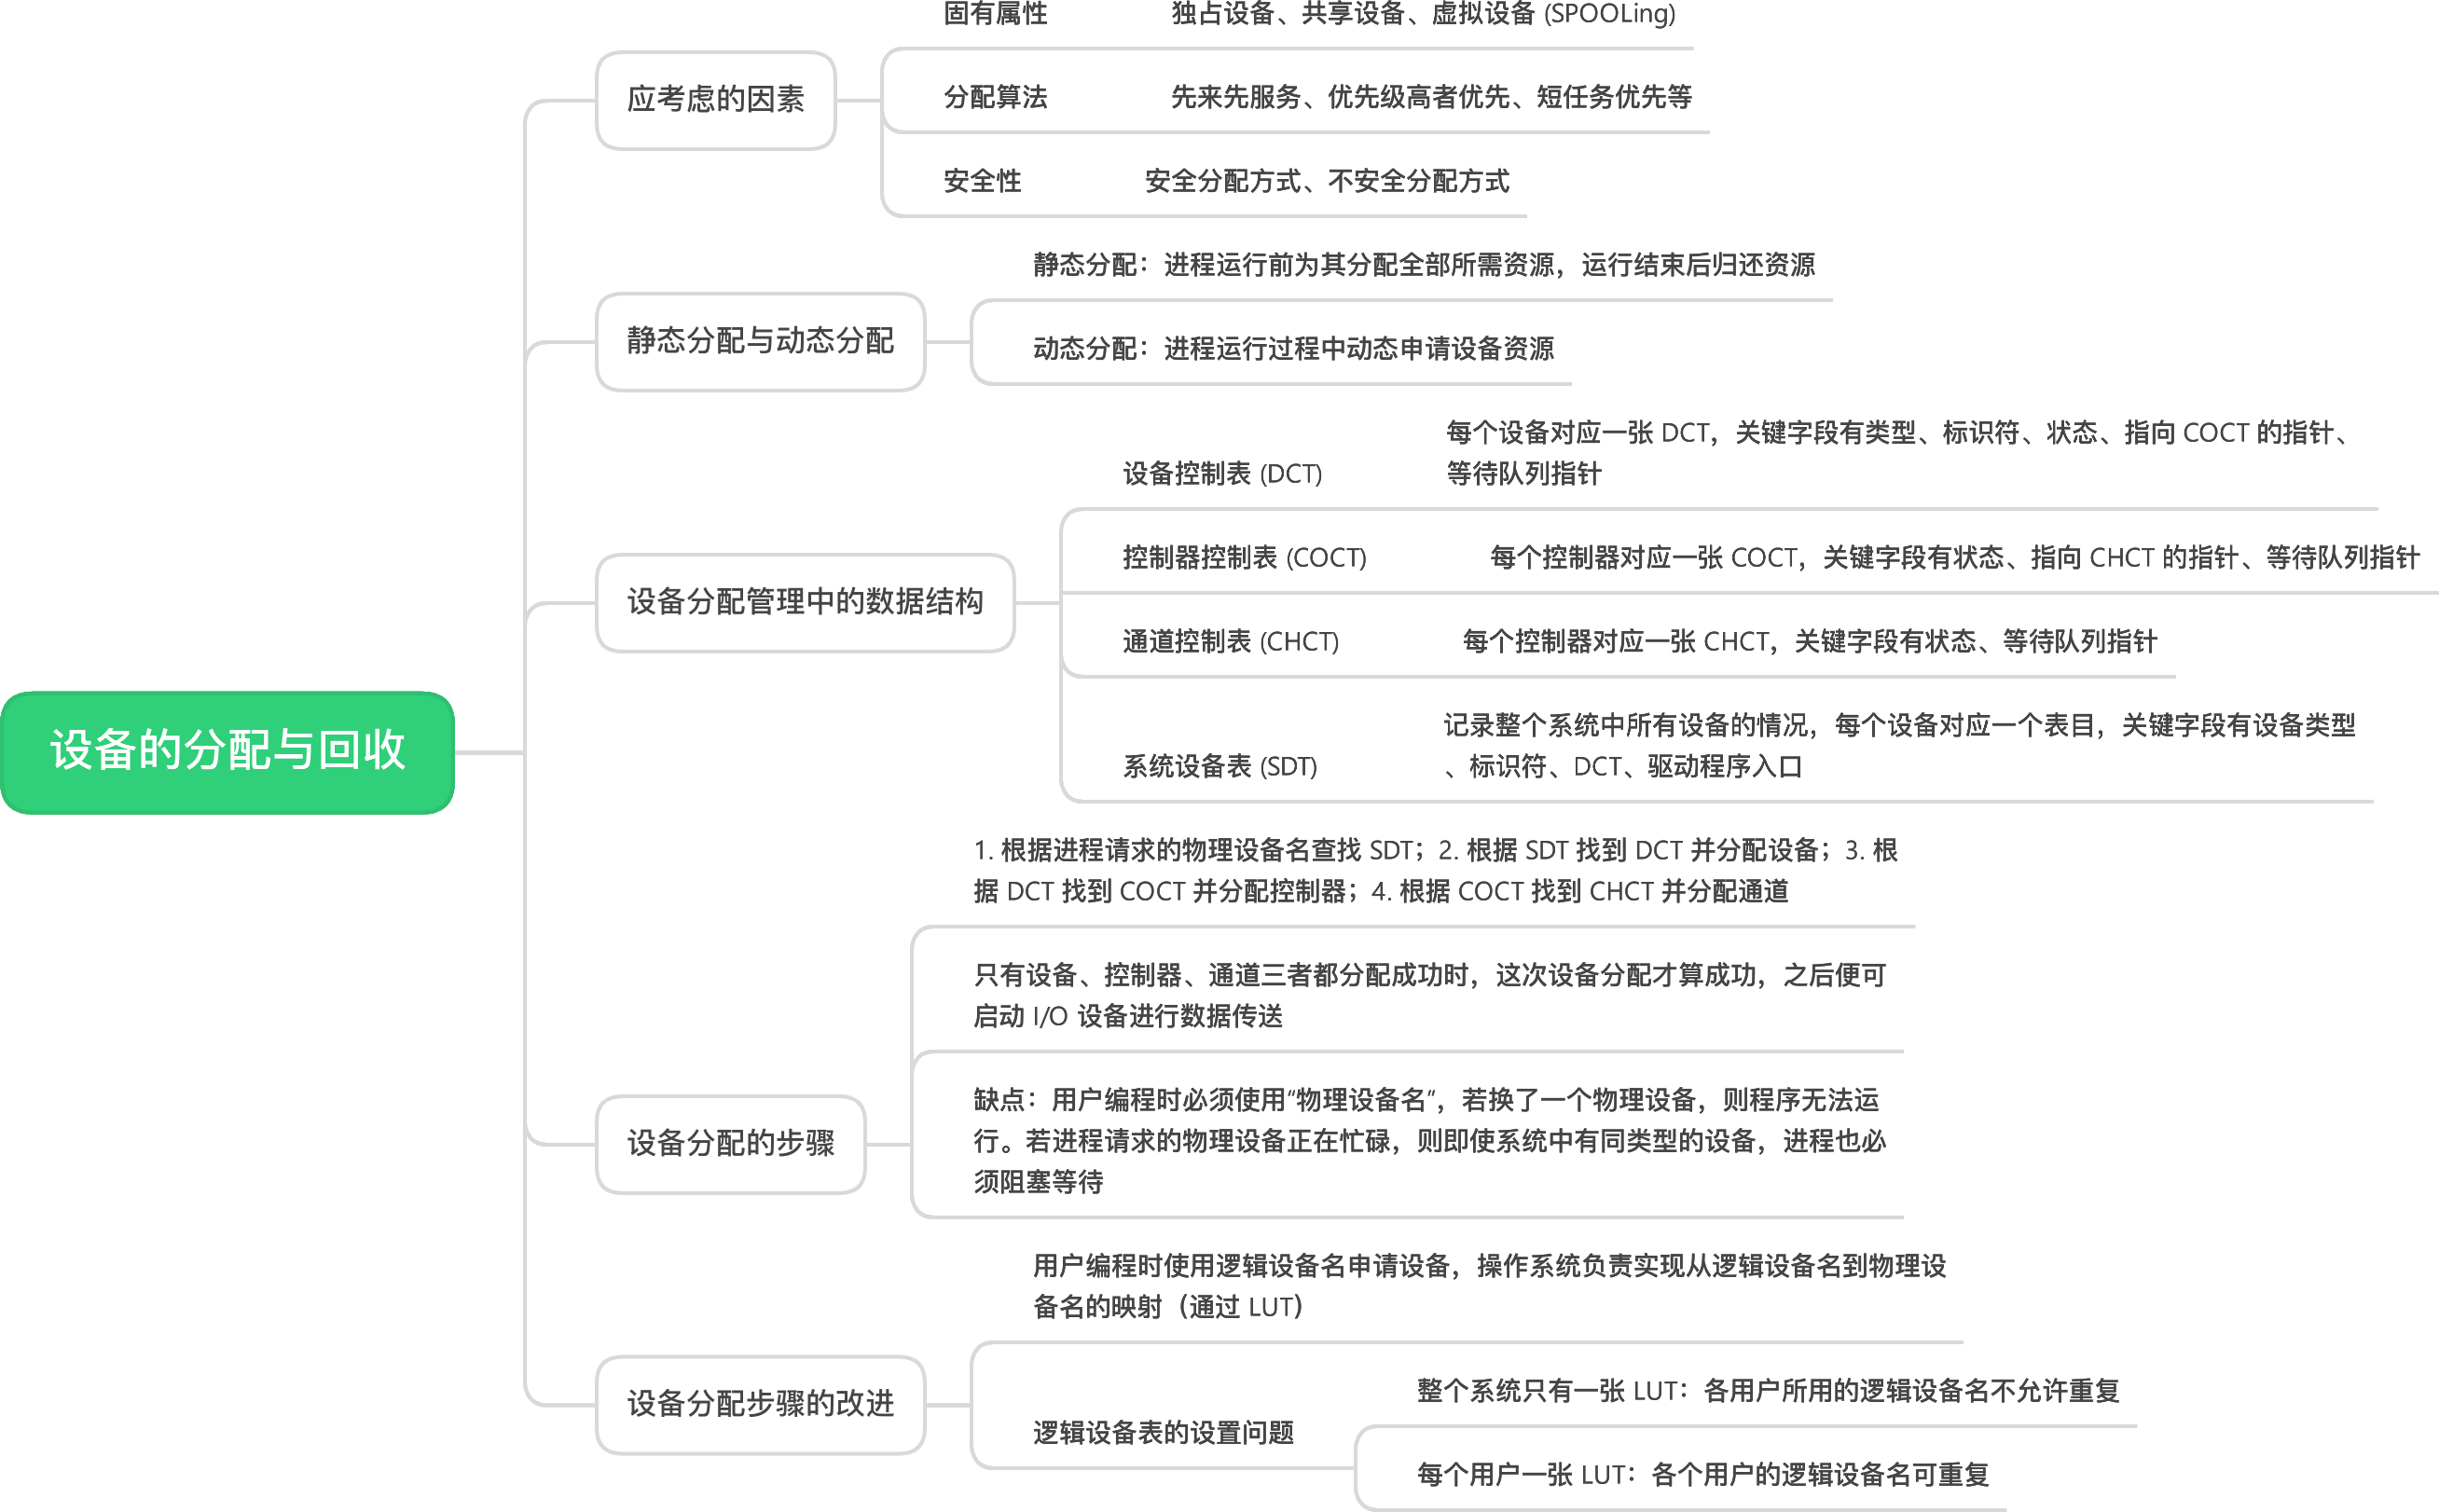 设备的分配与回收
应考虑的因素
固有属性 独占设备、共享设备、虚拟设备 (SPOOLing)
分配算法 先来先服务、优先级高者优先、短任务优先等
安全性 安全分配方式、不安全分配方式
静态分配与动态分配
静态分配：进程运行前为其分配全部所需资源，运行结束后归还资源
动态分配：进程运行过程中动态申请设备资源
设备分配管理中的数据结构
设备控制表 (DCT)
每个设备对应一张 DCT，关键字段有类型、标识符、状态、指向 COCT 的指针、
等待队列指针
控制器控制表 (COCT) 每个控制器对应一张 COCT，关键字段有状态、指向 CHCT 的指针、等待队列指针
通道控制表 (CHCT) 每个控制器对应一张 CHCT，关键字段有状态、等待队列指针
系统设备表 (SDT)
记录整个系统中所有设备的情况，每个设备对应一个表目，关键字段有设备类型
、标识符、DCT、驱动程序入口
设备分配的步骤
1. 根据进程请求的物理设备名查找 SDT；2. 根据 SDT 找到 DCT 并分配设备；3. 根
据 DCT 找到 COCT 并分配控制器；4. 根据 COCT 找到 CHCT 并分配通道
只有设备、控制器、通道三者都分配成功时，这次设备分配才算成功，之后便可
启动 I/O 设备进行数据传送
缺点：用户编程时必须使用“物理设备名”，若换了一个物理设备，则程序无法运
行。若进程请求的物理设备正在忙碌，则即使系统中有同类型的设备，进程也必
须阻塞等待
设备分配步骤的改进
用户编程时使用逻辑设备名申请设备，操作系统负责实现从逻辑设备名到物理设
备名的映射（通过 LUT）
逻辑设备表的设置问题
整个系统只有一张 LUT：各用户所用的逻辑设备名不允许重复
每个用户一张 LUT：各个用户的逻辑设备名可重复